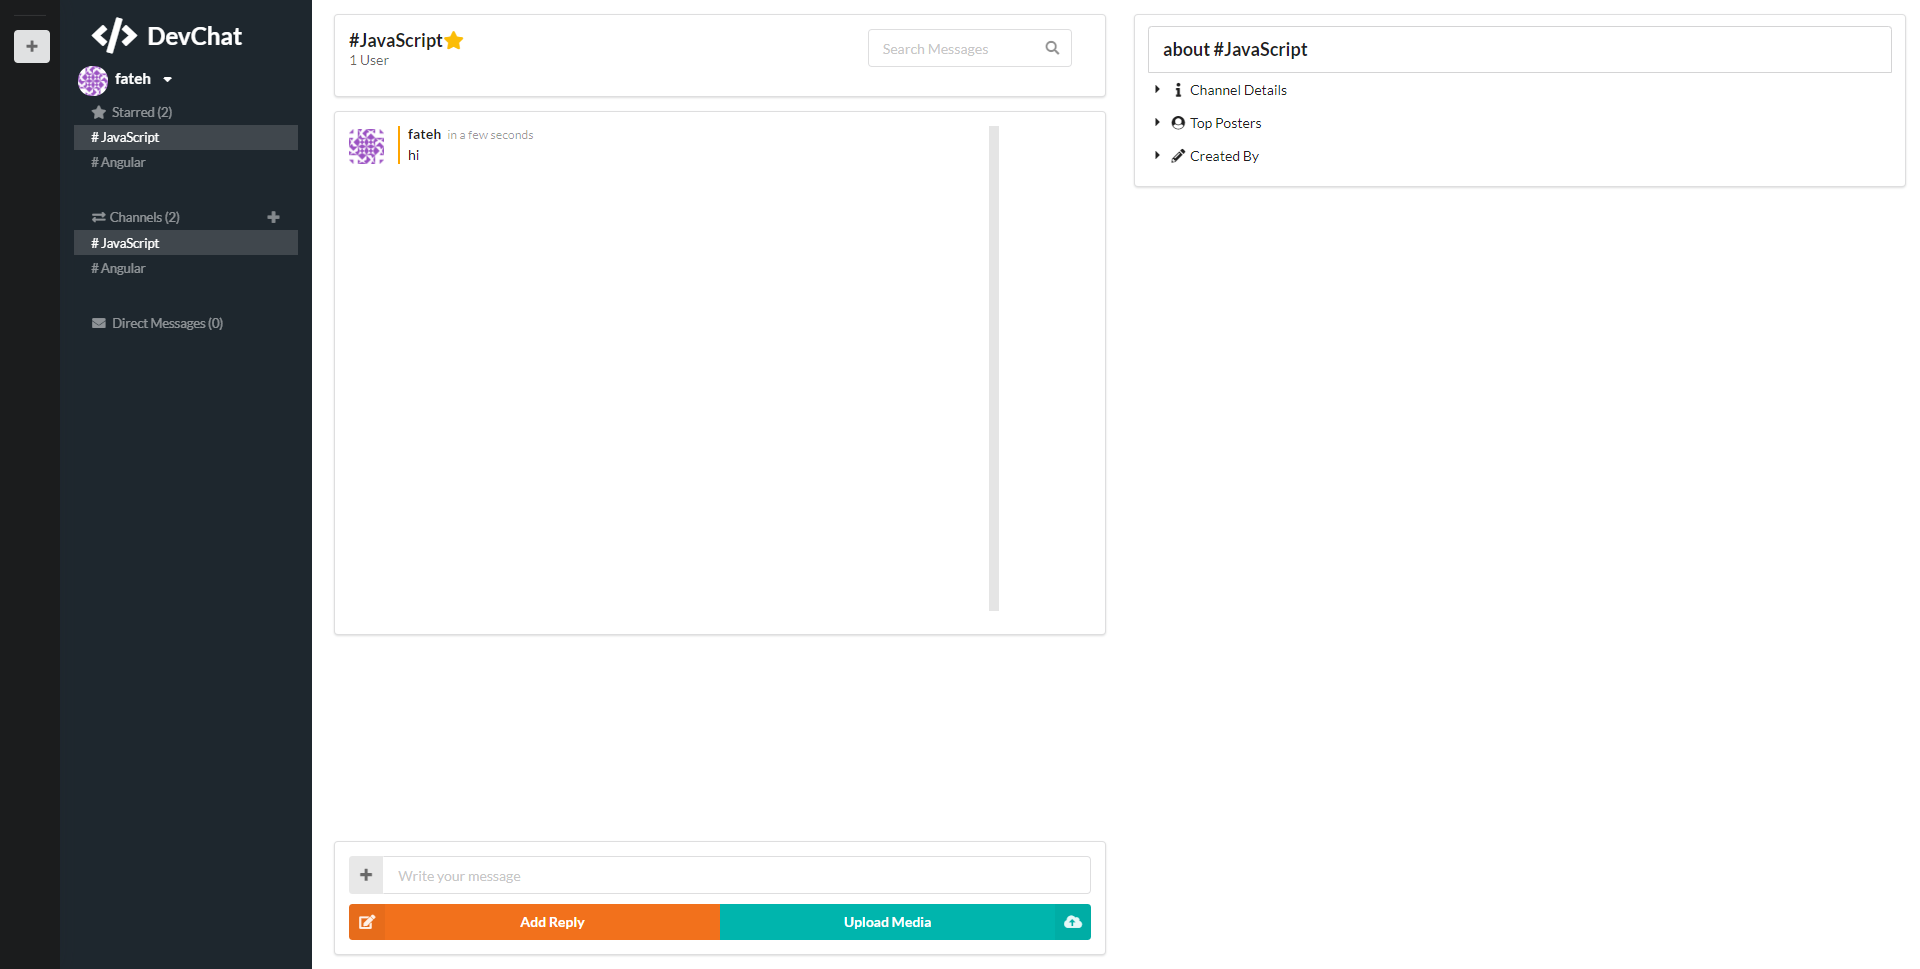 DevChat
fateh
Starred (2)
# JavaScript
# Angular
Channels (2)
# JavaScript
# Angular
Direct Messages (0)
#JavaScript
1 User
Search Messages
fateh in a few seconds
hi
Write your message
Add Reply
Upload Media
about #JavaScript
Channel Details
Top Posters
Created By